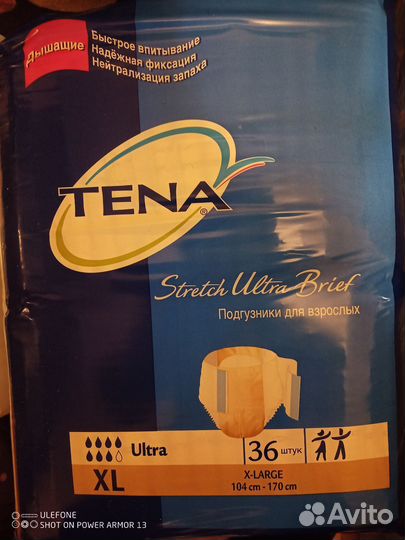 Дышащие
Быстрое впитывание
Надёжная фиксация
Нейтрализация запаха
TENA®
Stretch Ultra Brief
Подгузники для взрослых
Ultra
XL
36 штук
X-LARGE
104 cm - 170 cm
ULEFONE
SHOT ON POWER ARMOR 13
Avito